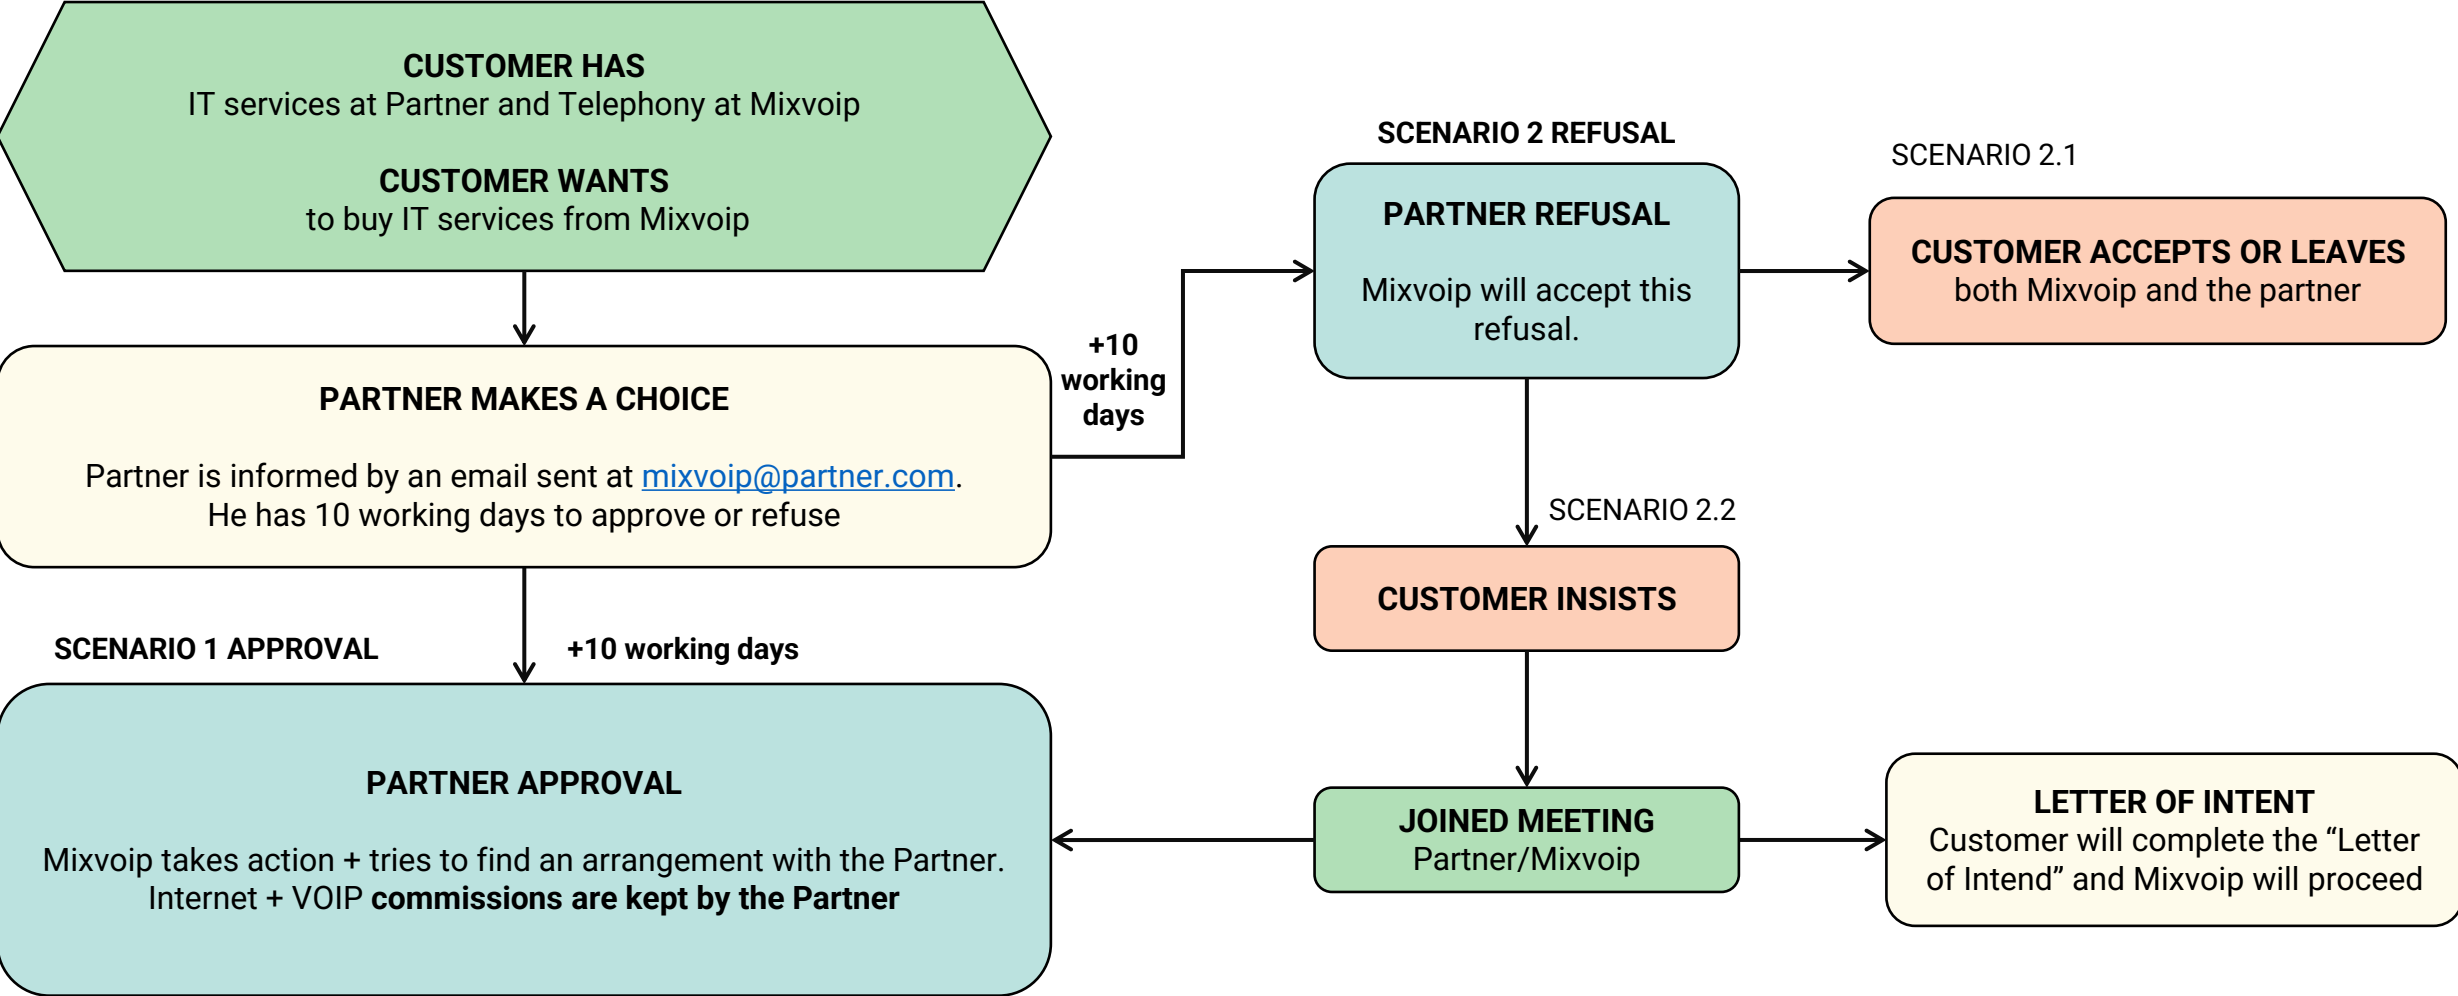 CUSTOMER HAS
IT services at Partner and Telephony at Mixvoip
CUSTOMER WANTS
to buy IT services from Mixvoip
PARTNER MAKES A CHOICE
Partner is informed by an email sent at mixvoip@partner.com.
He has 10 working days to approve or refuse
+10
working
days
SCENARIO 1 APPROVAL
+10 working days
PARTNER APPROVAL
Mixvoip takes action + tries to find an arrangement with the Partner.
Internet + VOIP commissions are kept by the Partner
SCENARIO 2 REFUSAL
PARTNER REFUSAL
Mixvoip will accept this
refusal.
SCENARIO 2.1
CUSTOMER ACCEPTS OR LEAVES
both Mixvoip and the partner
SCENARIO 2.2
CUSTOMER INSISTS
JOINED MEETING
Partner/Mixvoip
LETTER OF INTENT
Customer will complete the “Letter
of Intend” and Mixvoip will proceed